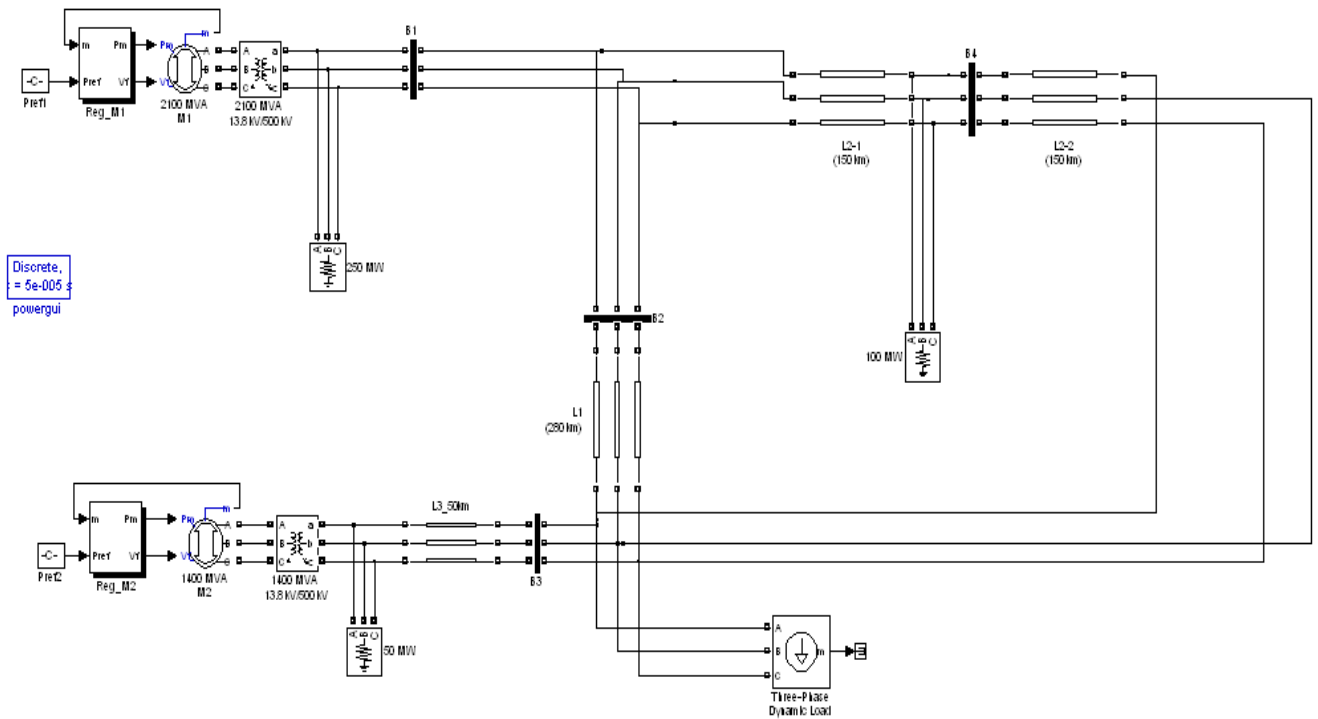 m
Pm
Pref
Vf
Reg_M1
-C-
Pref1
Pm
m
A
B
C
2100 MVA
M1
A
a
B
b
C
c
2100 MVA
13.8 kV/500 kV
B1
A
B
C
250 MW
B4
L2-1
(150 km)
L2-2
(150 km)
A
B
C
100 MW
Discrete,
= 5e-005 s
powergui
B2
L1
(280 km)
m
Pm
Pref
Vf
Reg_M2
-C-
Pref2
Pm
m
A
B
C
1400 MVA
M2
A
a
B
b
C
c
1400 MVA
13.8 kV/500 kV
L3_50km
B3
A
B
C
50 MW
A
B
C
m
Three-Phase
Dynamic Load